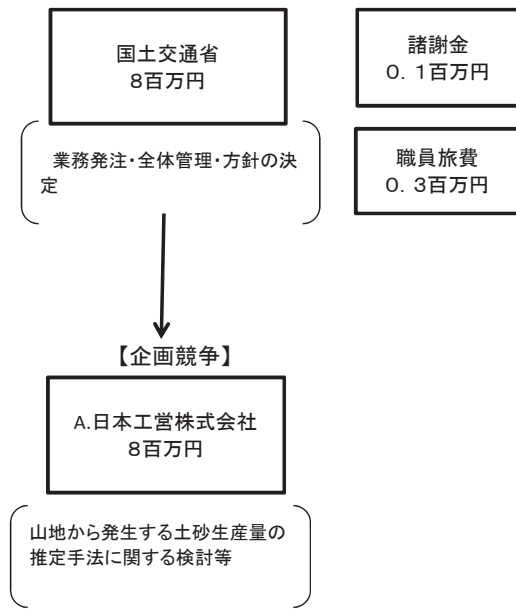 国土交通省
8百万円
業務発注・全体管理・方針の決
定
諸謝金
0．1百万円
職員旅費
0．3百万円
【企画競争】
A.日本工営株式会社
8百万円
山地から発生する土砂生産量の
推定手法に関する検討等